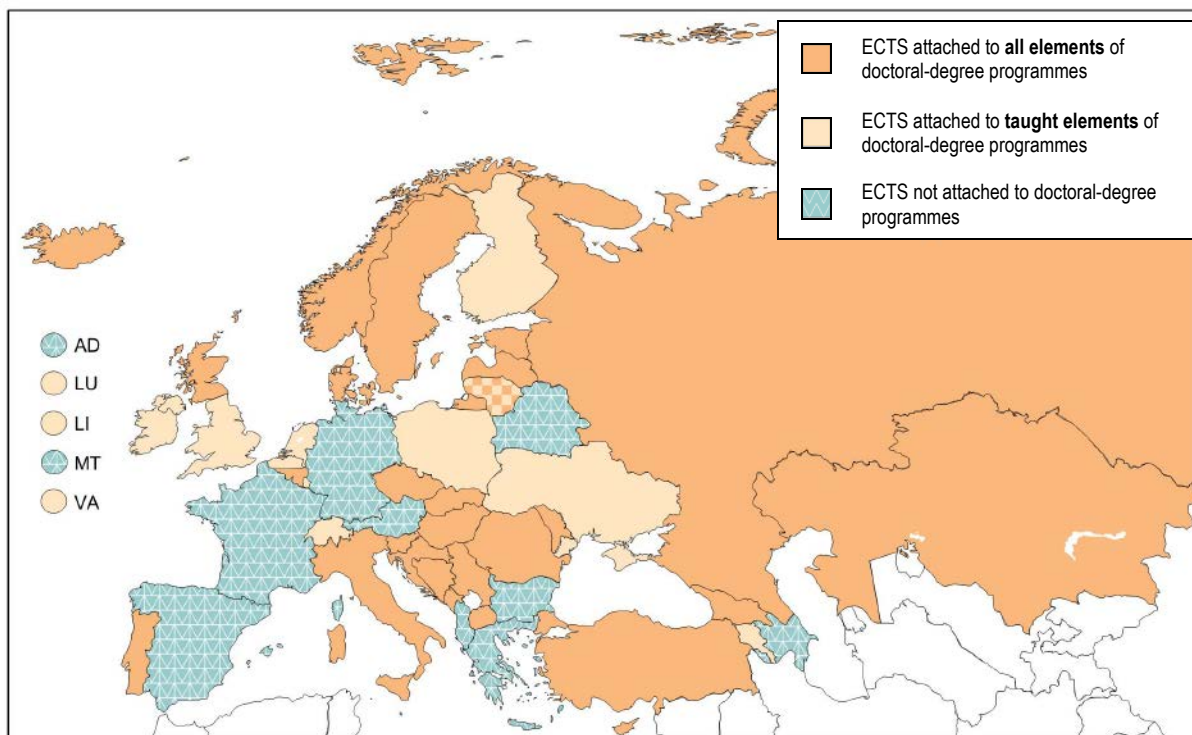 ECTS attached to all elements of
doctoral-degree programmes
ECTS attached to taught elements of
doctoral-degree programmes
ECTS not attached to doctoral-degree
programmes
AD
LU
LI
MT
VA